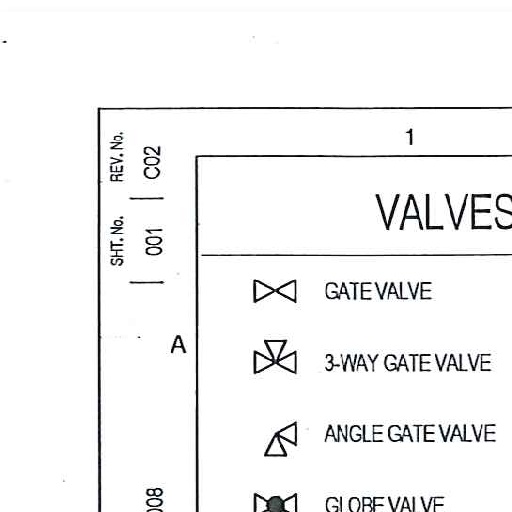 1
REV. No.
C02
VALVES
SHT. No.
001
GATE VALVE
A
3-WAY GATE VALVE
ANGLE GATE VALVE
GLOBE VALVE